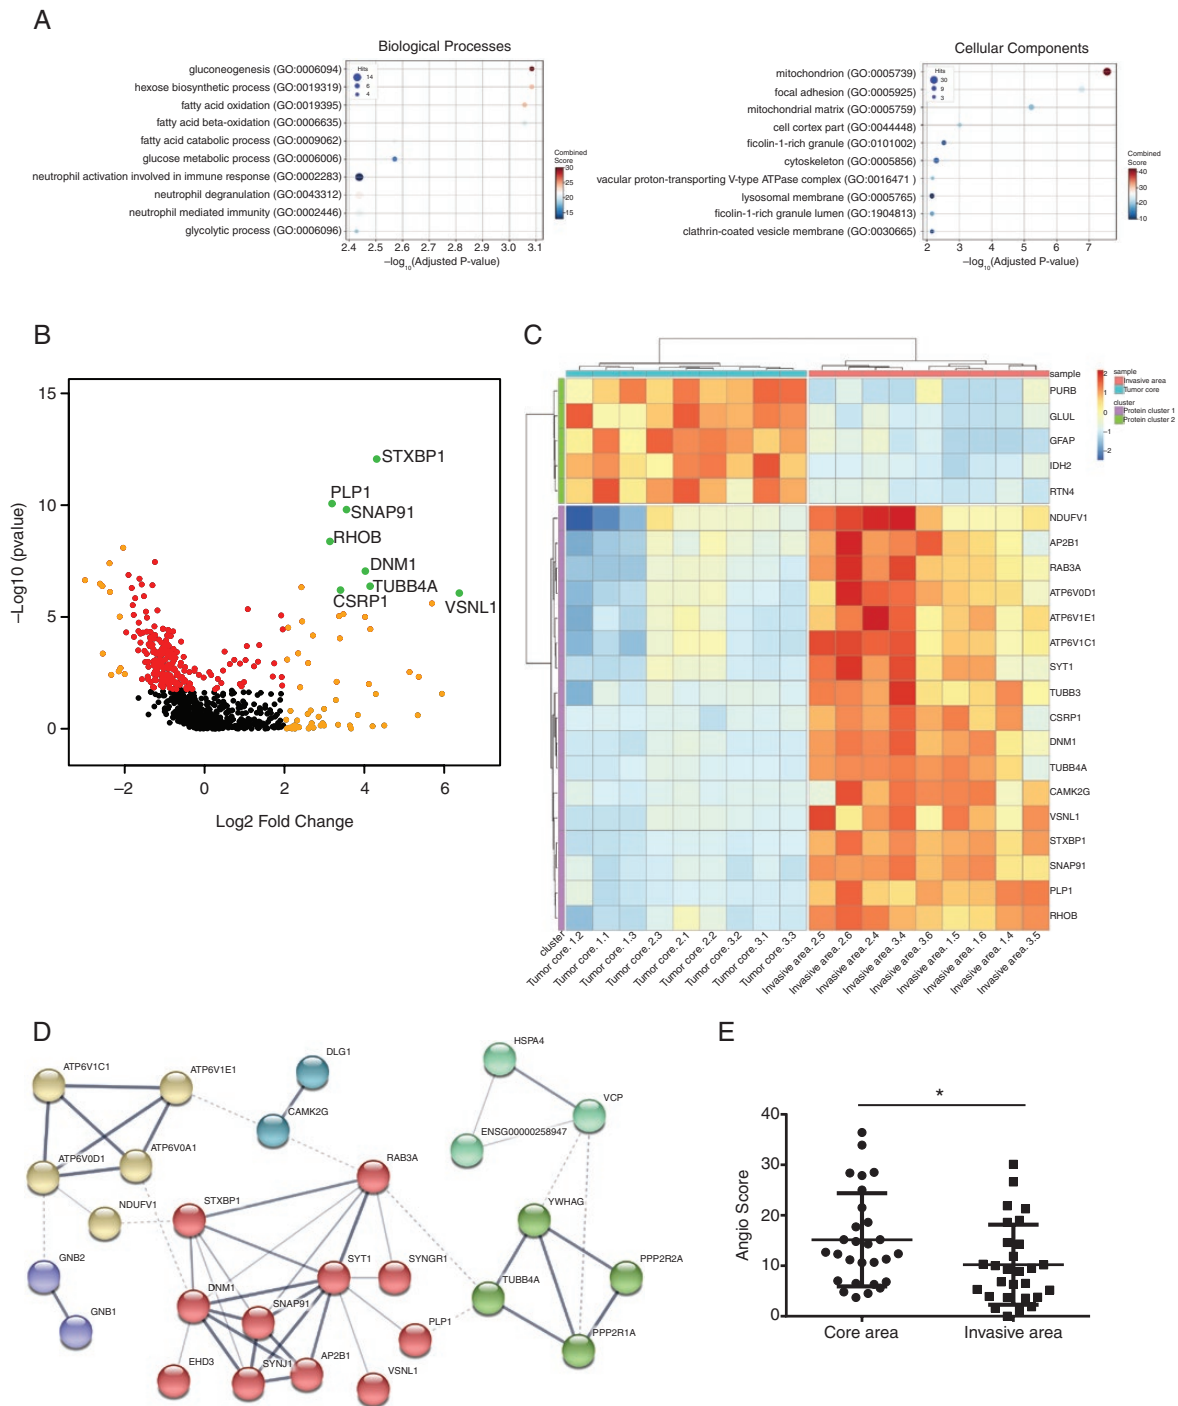 A
Biological Processes
gluconeogenesis (GO:0006094)
hexose biosynthetic process (GO:0019319)
fatty acid oxidation (GO:0019395)
fatty acid beta-oxidation (GO:0006635)
fatty acid catabolic process (GO:0009062)
glucose metabolic process (GO:0006006)
neutrophil activation involved in immune response (GO:0002283)
neutrophil degranulation (GO:0043312)
neutrophil mediated immunity (GO:0002446)
glycolytic process (GO:0006096)
Hits
14
6
4
2.4 2.5 2.6 2.7 2.8 2.9 3.0 3.1
–log10(Adjusted P-value)
Combined
Score
30
25
20
15
Cellular Components
mitochondrion (GO:0005739)
focal adhesion (GO:0005925)
mitochondrial matrix (GO:0005759)
cell cortex part (GO:0044448)
ficolin-1-rich granule (GO:0101002)
cytoskeleton (GO:0005856)
vacular proton-transporting V-type ATPase complex (GO:0016471 )
lysosomal membrane (GO:0005765)
ficolin-1-rich granule lumen (GO:1904813)
clathrin-coated vesicle membrane (GO:0030665)
Hits
30
9
3
2 3 4 5 6 7
–log10(Adjusted P-value)
Combined
Score
40
30
20
10
B
15
10
5
0
–Log10 (pvalue)
STXBP1
PLP1
SNAP91
RHOB
DNM1
TUBB4A
CSRP1
VSNL1
–2 0 2 4 6
Log2 Fold Change
C
sample
PURB
GLUL
GFAP
IDH2
RTN4
NDUFV1
AP2B1
RAB3A
ATP6V0D1
ATP6V1E1
ATP6V1C1
SYT1
TUBB3
CSRP1
DNM1
TUBB4A
CAMK2G
VSNL1
STXBP1
SNAP91
PLP1
RHOB
2
1
0
–1
–2
sample
Invasive area
Tumor core
cluster
Protein cluster 1
Protein cluster 2
cluster
Tumor core. 1.2
Tumor core. 1.1
Tumor core. 1.3
Tumor core. 2.3
Tumor core. 2.1
Tumor core. 2.2
Tumor core. 3.2
Tumor core. 3.1
Tumor core. 3.3
Invasive area. 2.5
Invasive area. 2.6
Invasive area. 2.4
Invasive area. 3.4
Invasive area. 3.6
Invasive area. 1.5
Invasive area. 1.6
Invasive area. 1.4
Invasive area. 3.5
D
ATP6V1C1
ATP6V1E1
DLG1
CAMK2G
ATP6V0D1
ATP6V0A1
NDUFV1
STXBP1
RAB3A
GNB2
GNB1
DNM1
SNAP91
SYT1
SYNGR1
PLP1
EHD3
SYNJ1
AP2B1
VSNL1
HSPA4
VCP
ENSG00000258947
YWHAG
TUBB4A
PPP2R2A
PPP2R1A
E
*
40
30
20
10
0
Angio Score
Core area
Invasive area